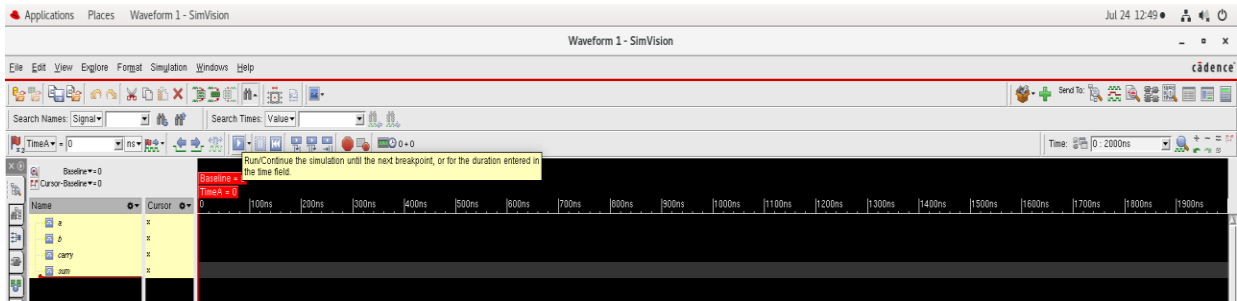 Applications Places Waveform 1 - SimVision Jul 24 12:49
Waveform 1 - SimVision
File Edit View Explore Format Simulation Windows Help cādence
Send To:
Search Names: Signal Search Times: Value
TimeA = 0 ns 0 + 0 Time: 0 : 2000ns
Run/Continue the simulation until the next breakpoint, or for the duration entered in
the time field.
Baseline = 0
Cursor-Baseline = 0
Baseline =
TimeA = 0
Name Cursor 0 100ns 200ns 300ns 400ns 500ns 600ns 700ns 800ns 900ns 1000ns 1100ns 1200ns 1300ns 1400ns 1500ns 1600ns 1700ns 1800ns 1900ns
a x
b x
carry x
sum x